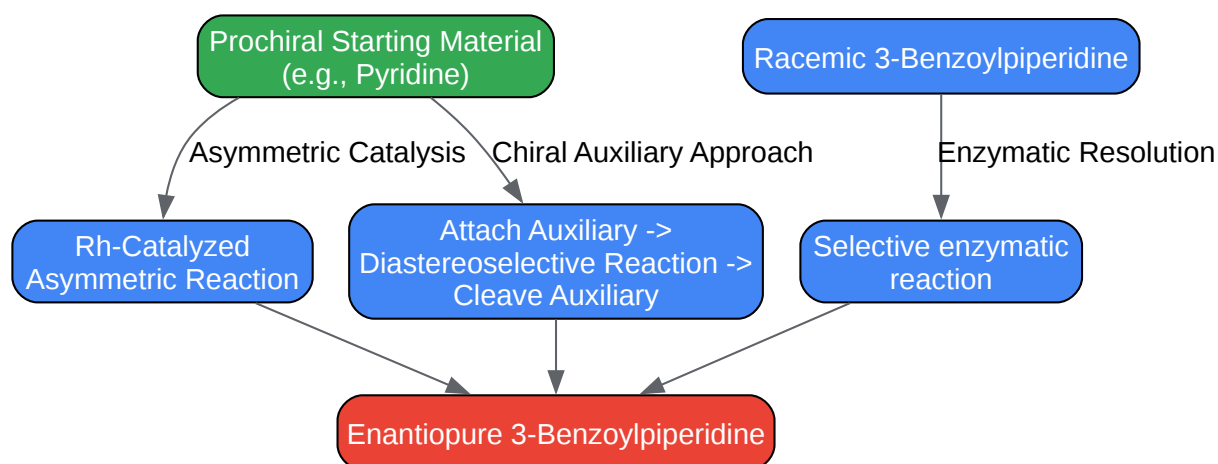 Prochiral Starting Material
(e.g., Pyridine)
Racemic 3-Benzoylpiperidine
Asymmetric Catalysis
Chiral Auxiliary Approach
Enzymatic Resolution
Rh-Catalyzed
Asymmetric Reaction
Attach Auxiliary ->
Diastereoselective Reaction ->
Cleave Auxiliary
Selective enzymatic
reaction
Enantiopure 3-Benzoylpiperidine